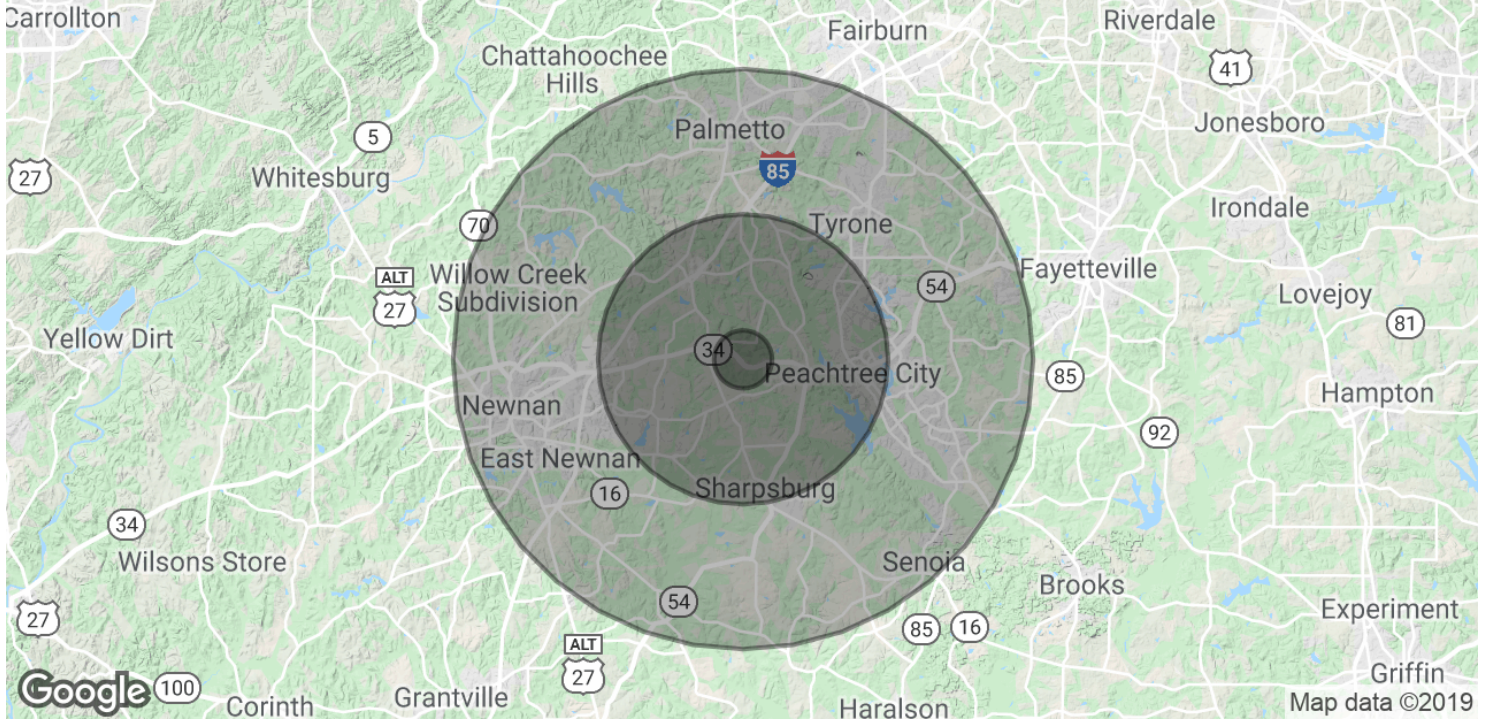 Carrollton
Riverdale
Fairburn
Chattahoochee
Hills
41
Palmetto
Jonesboro
5
85
27
Whitesburg
Irondale
70
Tyrone
Fayetteville
ALT
27
Willow Creek
Subdivision
54
Lovejoy
Yellow Dirt
81
34
Peachtree City
85
Hampton
Newnan
92
East Newnan
16
Sharpsburg
34
Wilsons Store
Senoia
Brooks
54
27
Experiment
85
16
ALT
27
Griffin
Google
100
Corinth
Grantville
Haralson
Map data ©2019